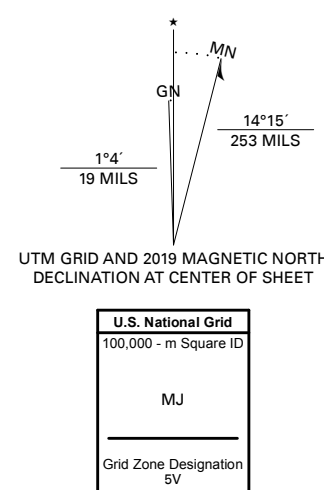 ★
MN
GN
14°15´
253 MILS
1°4´
19 MILS
UTM GRID AND 2019 MAGNETIC NORTH
DECLINATION AT CENTER OF SHEET
U.S. National Grid
100,000 - m Square ID
MJ
Grid Zone Designation
5V